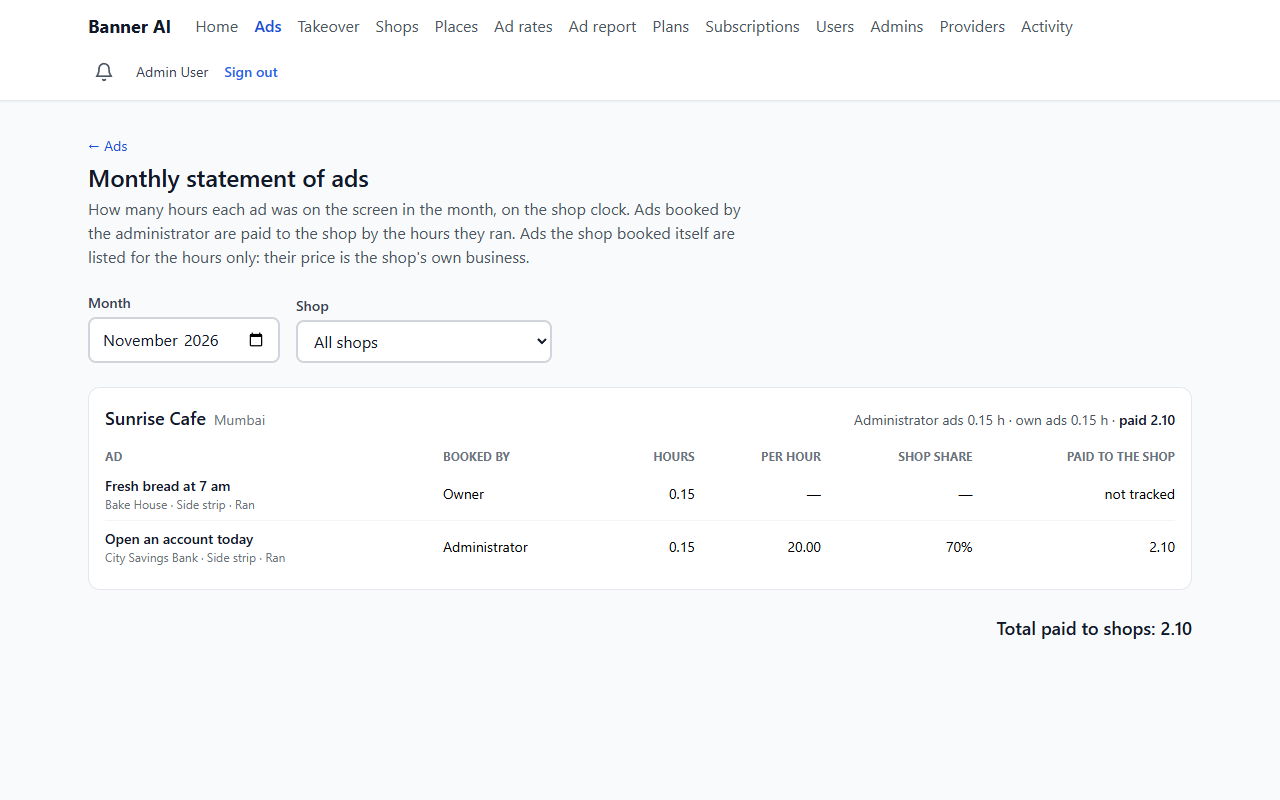 Banner AI Home Ads Takeover Shops Places Ad rates Ad report Plans Subscriptions Users Admins Providers Activity
Admin User Sign out
← Ads
Monthly statement of ads
How many hours each ad was on the screen in the month, on the shop clock. Ads booked by
the administrator are paid to the shop by the hours they ran. Ads the shop booked itself are
listed for the hours only: their price is the shop's own business.
Month Shop
November 2026 All shops
Sunrise Cafe Mumbai Administrator ads 0.15 h · own ads 0.15 h · paid 2.10
AD BOOKED BY HOURS PER HOUR SHOP SHARE PAID TO THE SHOP
Fresh bread at 7 am
Bake House · Side strip · Ran Owner 0.15 — — not tracked
Open an account today
City Savings Bank · Side strip · Ran Administrator 0.15 20.00 70% 2.10
Total paid to shops: 2.10